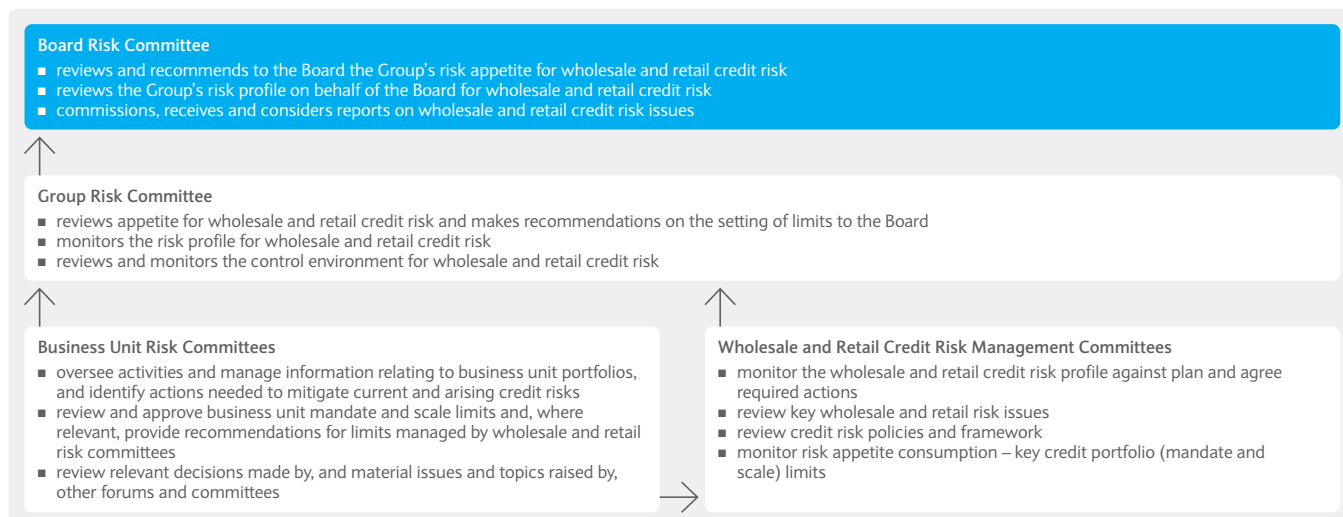 Board Risk Committee
■ reviews and recommends to the Board the Group's risk appetite for wholesale and retail credit risk
■ reviews the Group's risk profile on behalf of the Board for wholesale and retail credit risk
■ commissions, receives and considers reports on wholesale and retail credit risk issues
Group Risk Committee
■ reviews appetite for wholesale and retail credit risk and makes recommendations on the setting of limits to the Board
■ monitors the risk profile for wholesale and retail credit risk
■ reviews and monitors the control environment for wholesale and retail credit risk
Business Unit Risk Committees
■ oversee activities and manage information relating to business unit portfolios,
and identify actions needed to mitigate current and arising credit risks
■ review and approve business unit mandate and scale limits and, where
relevant, provide recommendations for limits managed by wholesale and retail
risk committees
■ review relevant decisions made by, and material issues and topics raised by,
other forums and committees
Wholesale and Retail Credit Risk Management Committees
■ monitor the wholesale and retail credit risk profile against plan and agree
required actions
■ review key wholesale and retail risk issues
■ review credit risk policies and framework
■ monitor risk appetite consumption – key credit portfolio (mandate and
scale) limits